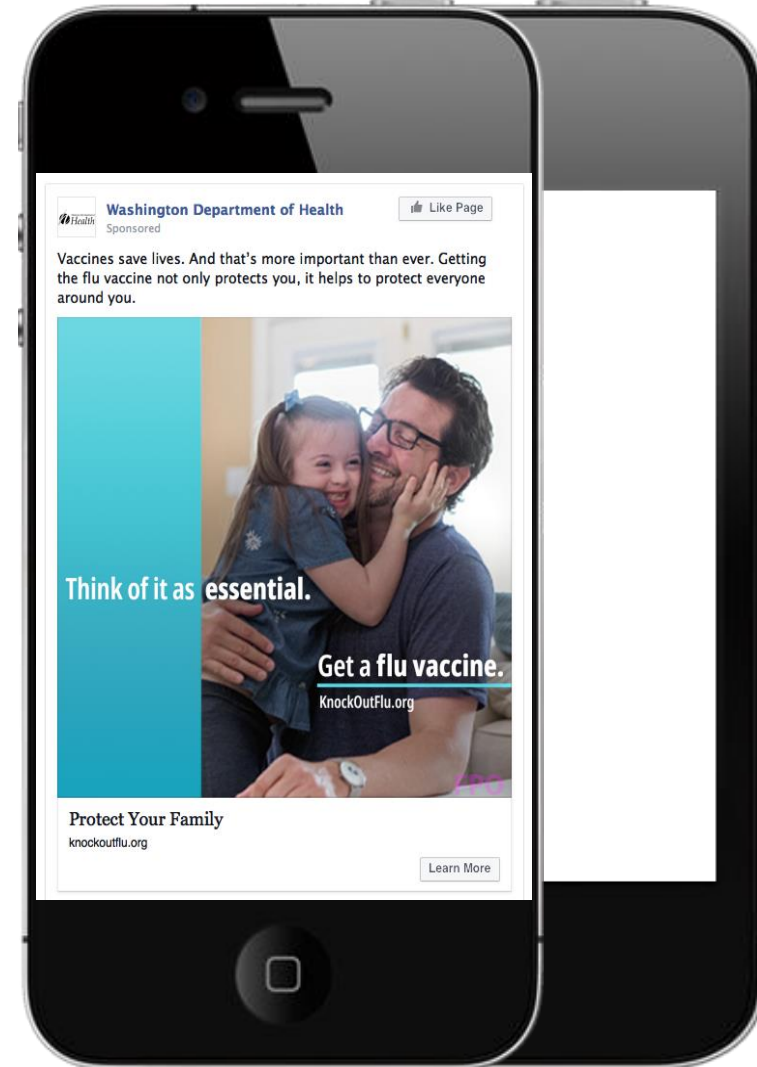 Health
Washington Department of Health
Like Page
Sponsored
Vaccines save lives. And that's more important than ever. Getting
the flu vaccine not only protects you, it helps to protect everyone
around you.
Think of it as essential.
Get a flu vaccine.
KnockOutFlu.org
FPO
Protect Your Family
knockoutflu.org
Learn More